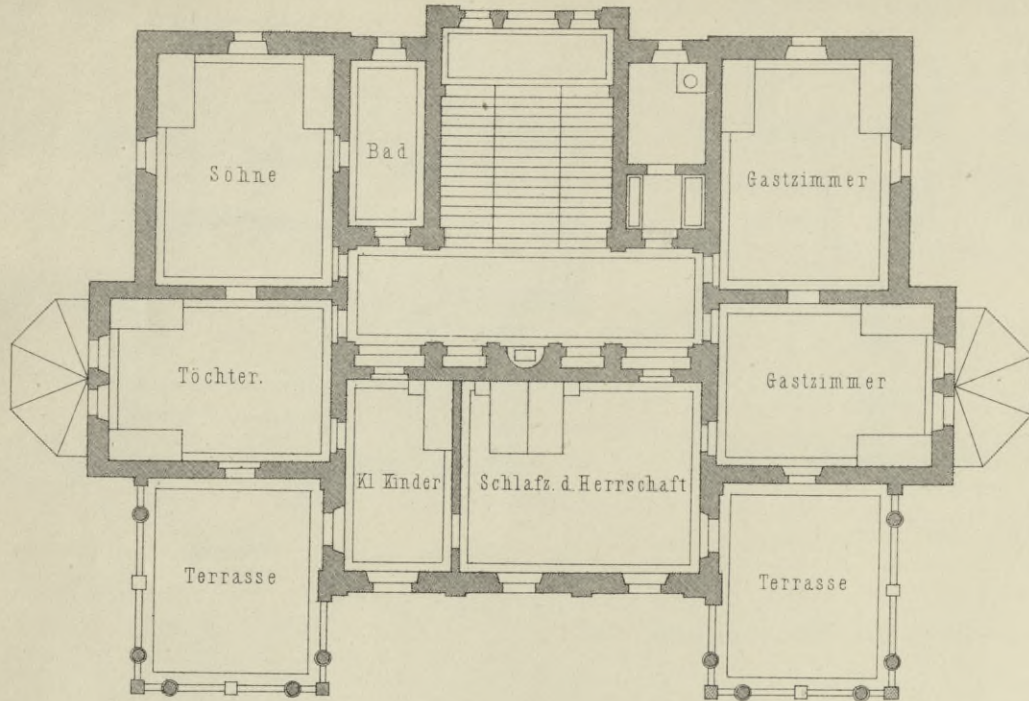 Söhne
Bad
Gastzimmer
Töchter.
Gastzimmer
Kl. Kinder
Schlafz. d. Herrschaft
Terrasse
Terrasse